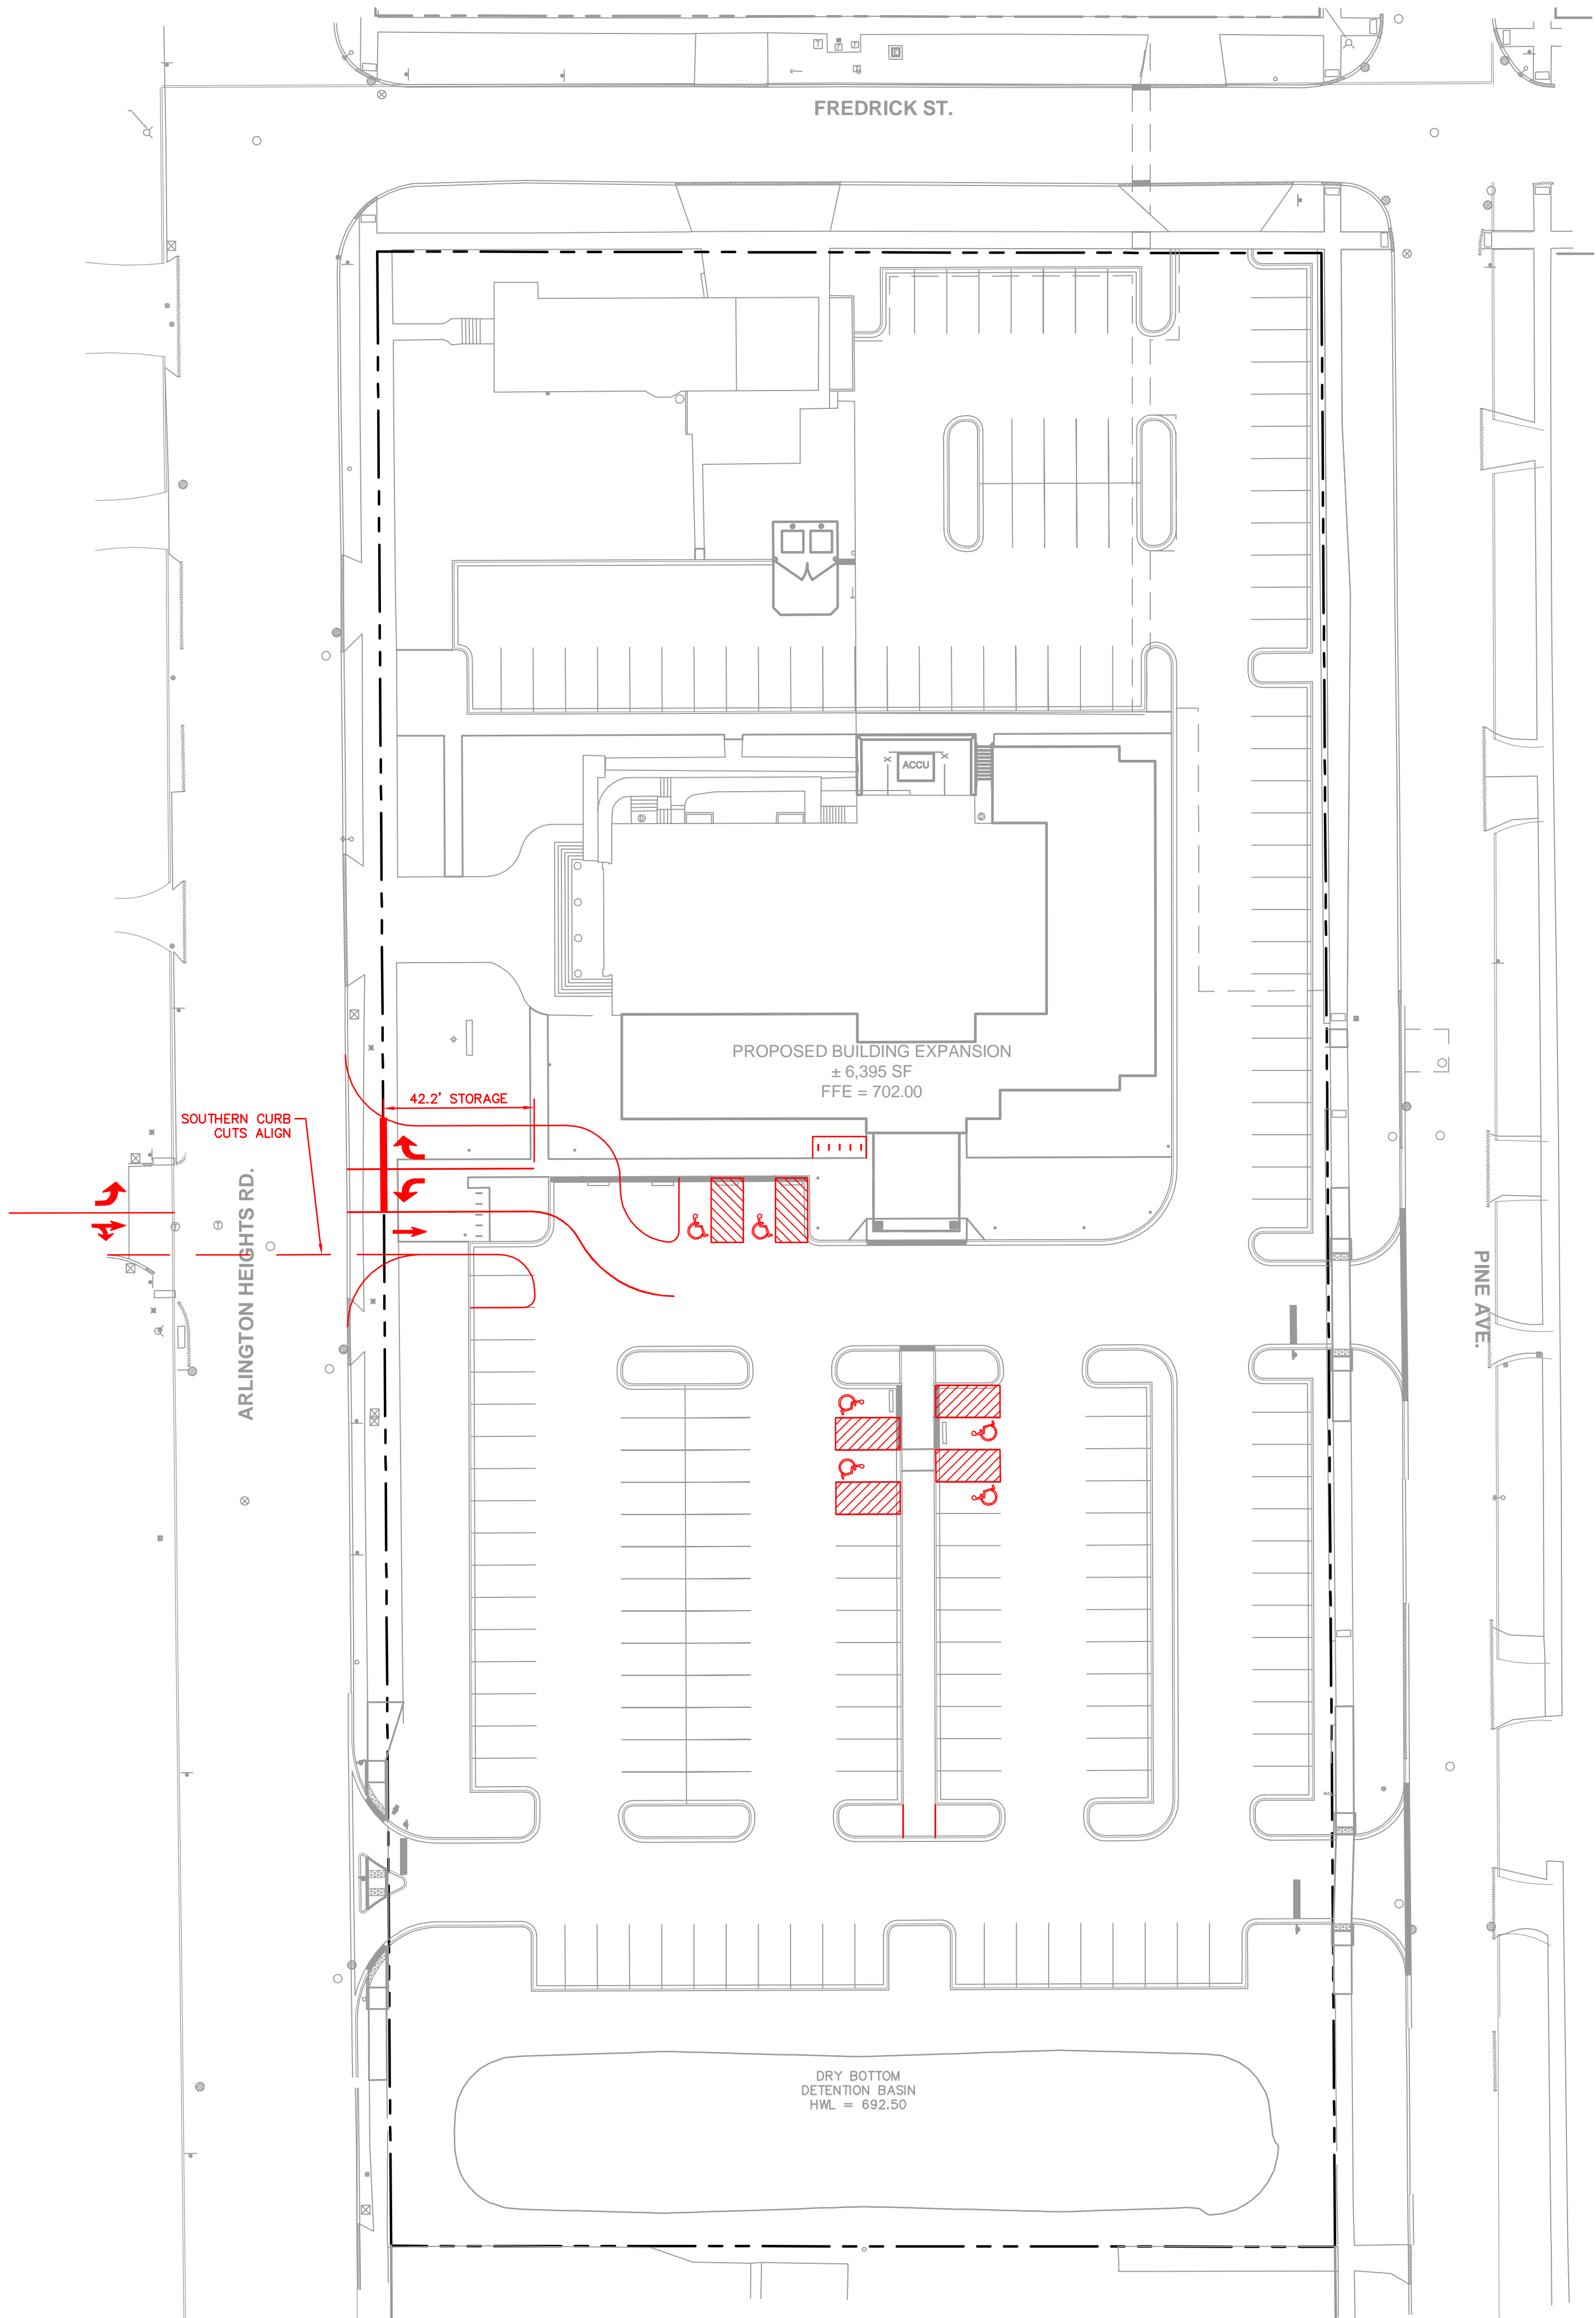 FREDRICK ST.
ACCU
PROPOSED BUILDING EXPANSION
± 6,395 SF
FFE = 702.00
42.2' STORAGE
SOUTHERN CURB
CUTS ALIGN
ARLINGTON HEIGHTS RD.
PINE AVE.
DRY BOTTOM
DETENTION BASIN
HWL = 692.50